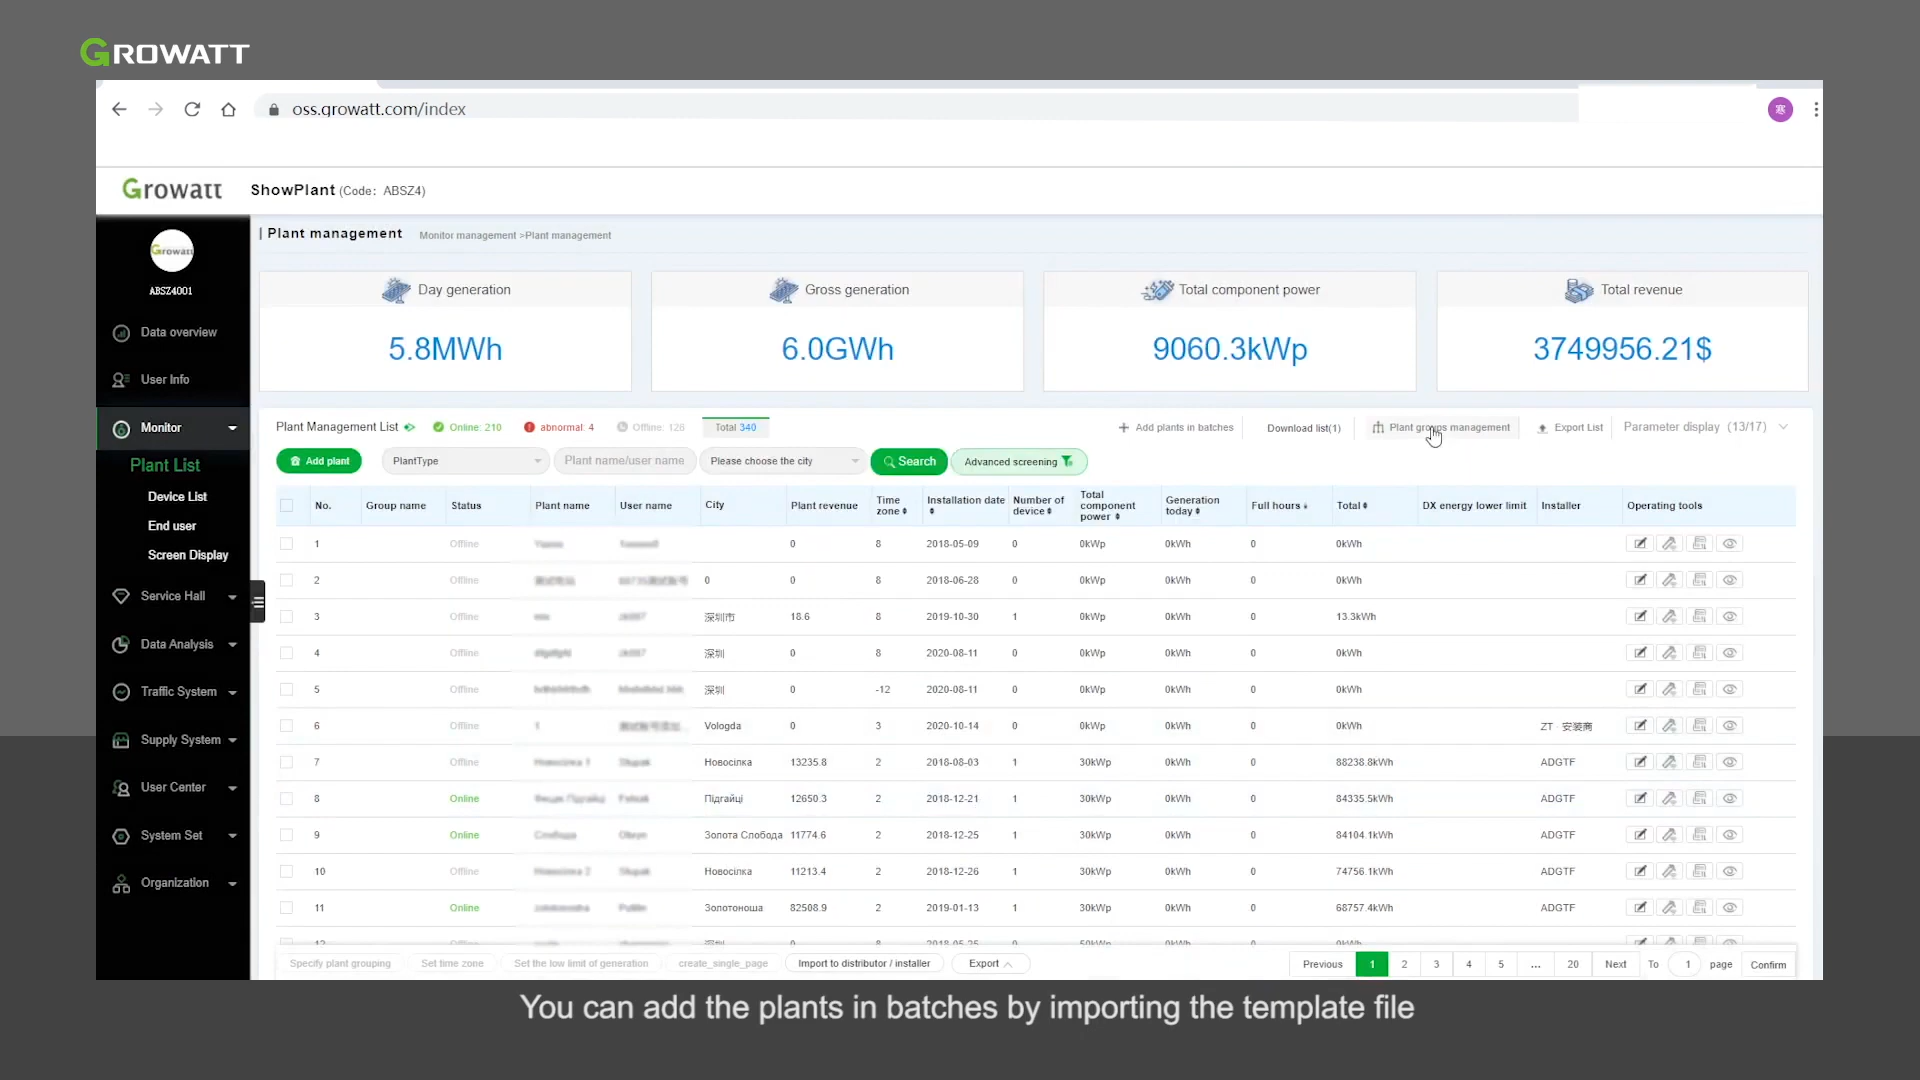 GROWATT
oss.growatt.com/index
寒
Growatt ShowPlant (Code: ABSZ4)
Growatt
ABSZ4001
Data overview
User Info
Monitor
Plant List
Device List
End user
Screen Display
Service Hall
Data Analysis
Traffic System
Supply System
User Center
System Set
Organization
Plant management Monitor management >Plant management
Day generation
5.8MWh
Gross generation
6.0GWh
Total component power
9060.3kWp
Total revenue
3749956.21$
Plant Management List Online: 210 abnormal: 4 Offline: 126 Total 340 Add plants in batches Download list(1) Plant groups management Export List Parameter display (13/17)
Add plant PlantType Plant name/user name Please choose the city Search Advanced screening
No. Group name Status Plant name User name City Plant revenue Time zone Installation date Number of device Total component power Generation today Full hours Total DX energy lower limit Installer Operating tools
1 Offline 0 8 2018-05-09 0 0kWp 0kWh 0 0kWh
2 Offline 0 0 8 2018-06-28 0 0kWp 0kWh 0 0kWh
3 Offline 深圳市 18.6 8 2019-10-30 1 0kWp 0kWh 0 13.3kWh
4 Offline 深圳 0 8 2020-08-11 0 0kWp 0kWh 0 0kWh
5 Offline 深圳 0 -12 2020-08-11 0 0kWp 0kWh 0 0kWh
6 Offline Vologda 0 3 2020-10-14 0 0kWp 0kWh 0 0kWh ZT - 安装商
7 Offline Новосілка 13235.8 2 2018-08-03 1 30kWp 0kWh 0 88238.8kWh ADGTF
8 Online Підгайці 12650.3 2 2018-12-21 1 30kWp 0kWh 0 84335.5kWh ADGTF
9 Online Золота Слобода 11774.6 2 2018-12-25 1 30kWp 0kWh 0 84104.1kWh ADGTF
10 Offline Новосілка 11213.4 2 2018-12-26 1 30kWp 0kWh 0 74756.1kWh ADGTF
11 Online Золотоноша 82508.9 2 2019-01-13 1 30kWp 0kWh 0 68757.4kWh ADGTF
Specify plant grouping Set time zone Set the low limit of generation create_single_page Import to distributor / installer Export Previous 1 2 3 4 5 ... 20 Next To 1 page Confirm
You can add the plants in batches by importing the template file